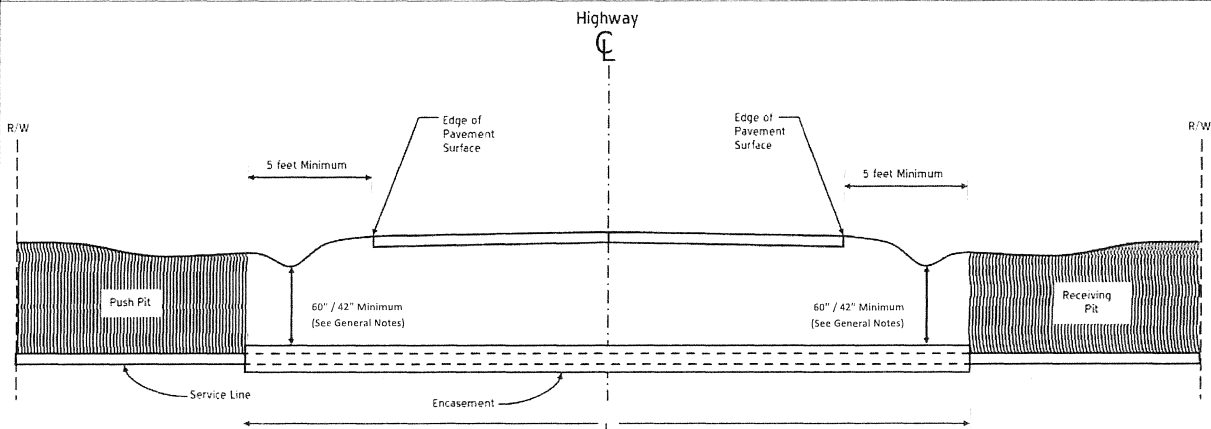 Highway
CL
R/W
R/W
Edge of
Pavement
Surface
Edge of
Pavement
Surface
5 feet Minimum
5 feet Minimum
Push Pit
60" / 42" Minimum
(See General Notes)
60" / 42" Minimum
(See General Notes)
Receiving
Pit
Service Line
Encasement